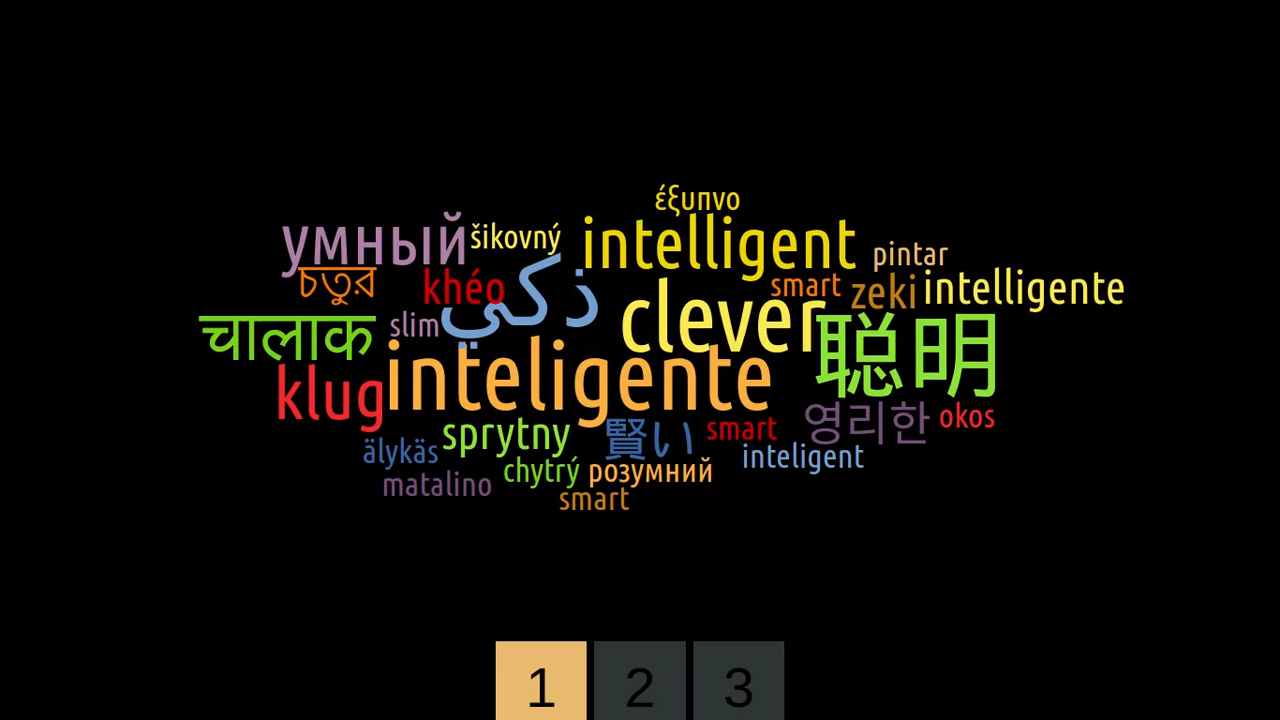 έξυπνο
умный
šikovný
intelligent
pintar
চতুর
khéo
ذكي
smart
zeki
intelligente
चालाक
slim
clever
聪明
klug
inteligente
영리한
okos
älykäs
sprytny
賢い
smart
inteligent
matalino
chytrý
розумний
smart
1 2 3